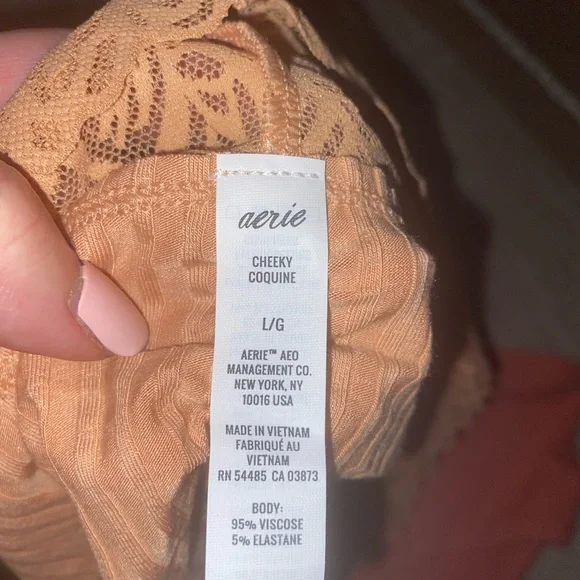 aerie
CHEEKY
COQUINE
L/G
AERIE™ AEO
MANAGEMENT CO.
NEW YORK, NY
10016 USA
MADE IN VIETNAM
FABRIQUÉ AU
VIETNAM
RN 54485 CA 03873
BODY:
95% VISCOSE
5% ELASTANE